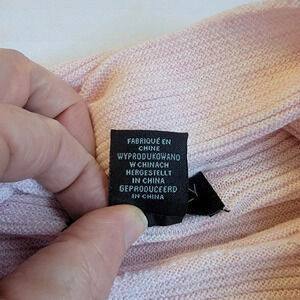 FABRIQUÉ EN
CHINE
WYPRODUKOWANO
W CHINACH
HERGESTELLT
IN CHINA
GEPRODUCEERD
IN CHINA